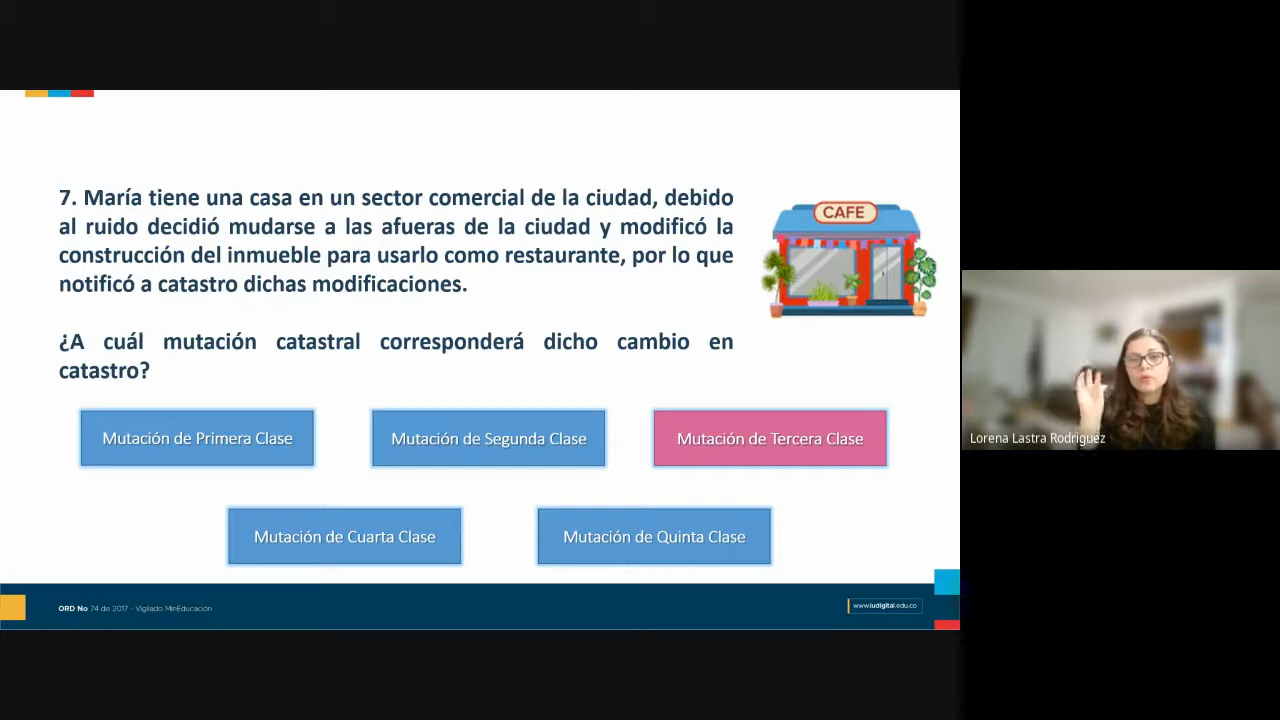 7. María tiene una casa en un sector comercial de la ciudad, debido
al ruido decidió mudarse a las afueras de la ciudad y modificó la
construcción del inmueble para usarlo como restaurante, por lo que
notificó a catastro dichas modificaciones.
CAFE
¿A cuál mutación catastral corresponderá dicho cambio en
catastro?
Mutación de Primera Clase
Mutación de Segunda Clase
Mutación de Tercera Clase
Mutación de Cuarta Clase
Mutación de Quinta Clase
Lorena Lastra Rodriguez
ORD No 74 de 2017 - Vigilado MinEducación
www.iudigital.edu.co